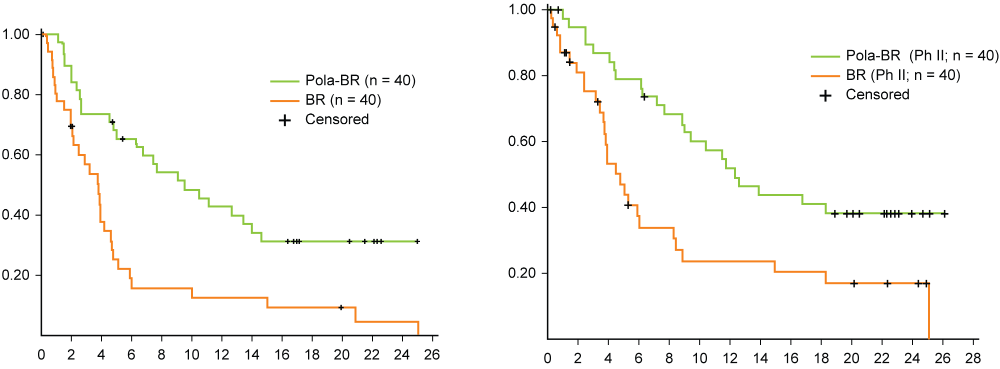 1.00
0.80
0.60
0.40
0.20
0 2 4 6 8 10 12 14 16 18 20 22 24 26
Pola-BR (n = 40)
BR (n = 40)
Censored
1.00
0.80
0.60
0.40
0.20
0 2 4 6 8 10 12 14 16 18 20 22 24 26 28
Pola-BR (Ph II; n = 40)
BR (Ph II; n = 40)
Censored